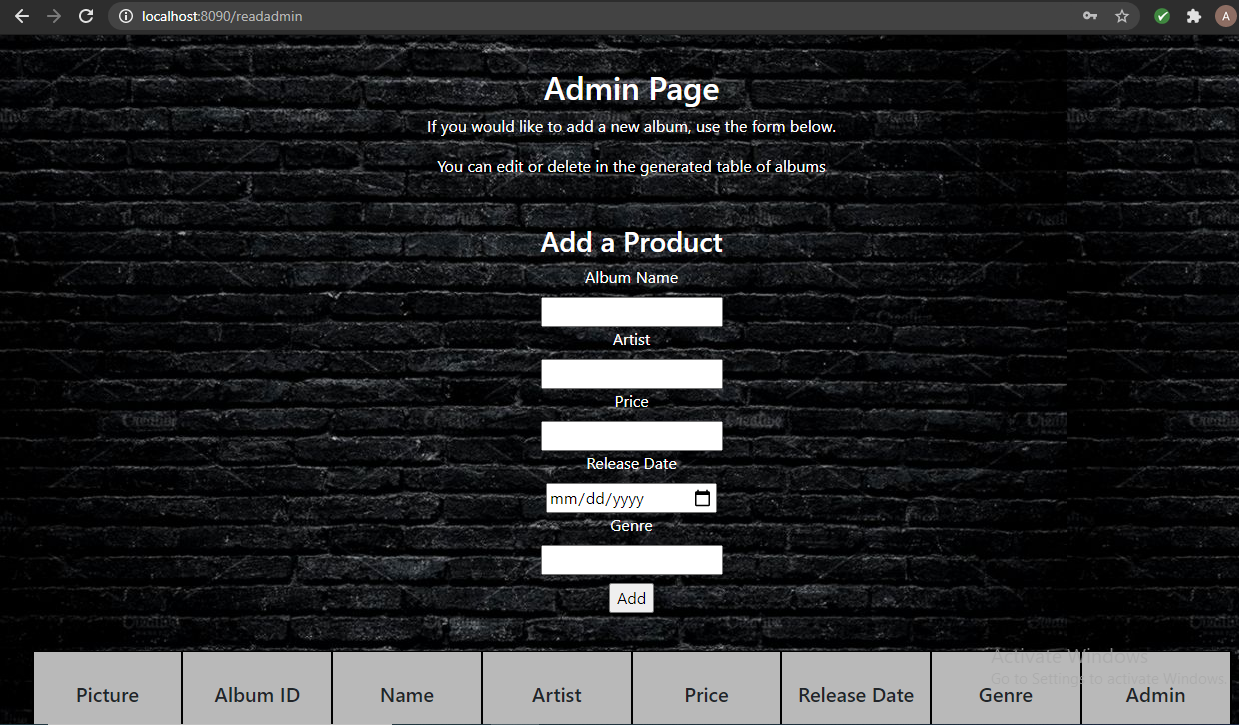 localhost:8090/readadmin
A
Admin Page
If you would like to add a new album, use the form below.
You can edit or delete in the generated table of albums
Add a Product
Album Name
Artist
Price
Release Date
mm/dd/yyyy
Genre
Add
Activate Windows
Go to Settings to activate Windows.
Picture Album ID Name Artist Price Release Date Genre Admin